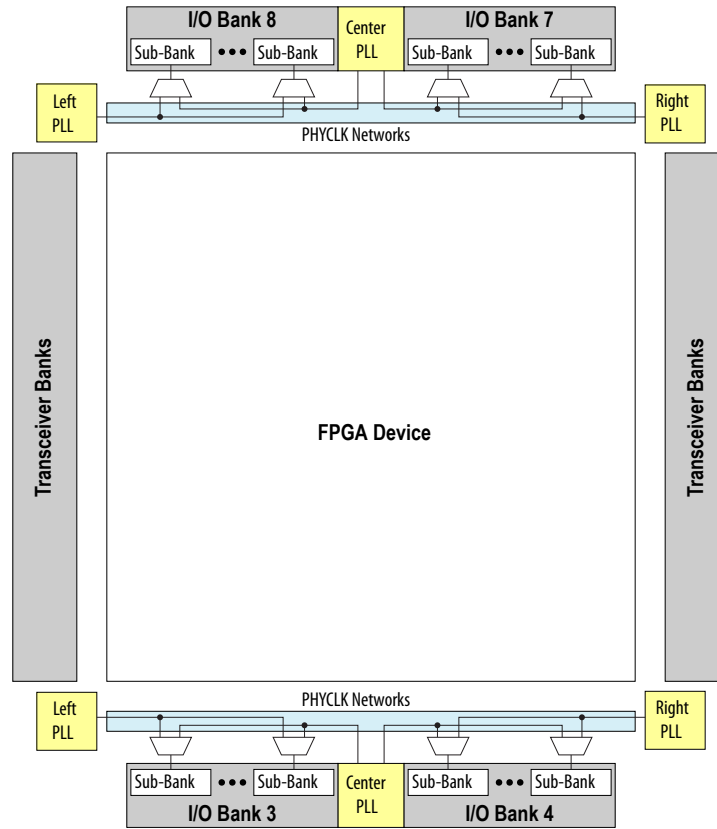 I/O Bank 8
Center
PLL
I/O Bank 7
Sub-Bank
Sub-Bank
Sub-Bank
Sub-Bank
Left
PLL
Right
PLL
PHYCLK Networks
Transceiver Banks
FPGA Device
Transceiver Banks
PHYCLK Networks
Left
PLL
Right
PLL
Sub-Bank
Sub-Bank
Center
PLL
Sub-Bank
Sub-Bank
I/O Bank 3
I/O Bank 4